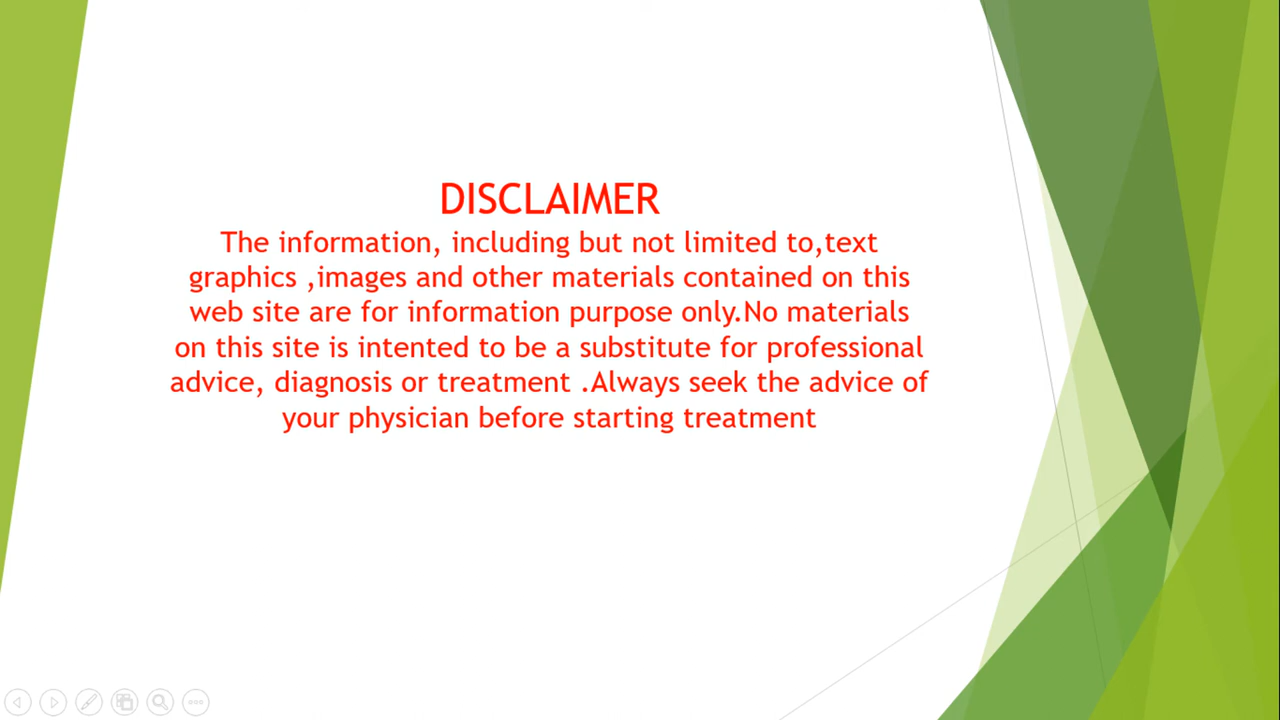 DISCLAIMER
The information, including but not limited to,text
graphics ,images and other materials contained on this
web site are for information purpose only.No materials
on this site is intented to be a substitute for professional
advice, diagnosis or treatment .Always seek the advice of
your physician before starting treatment